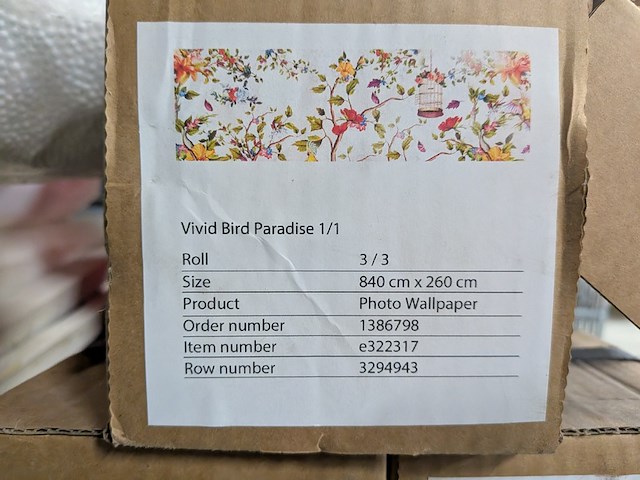 Vivid Bird Paradise 1/1
Roll 3 / 3
Size 840 cm x 260 cm
Product Photo Wallpaper
Order number 1386798
Item number e322317
Row number 3294943